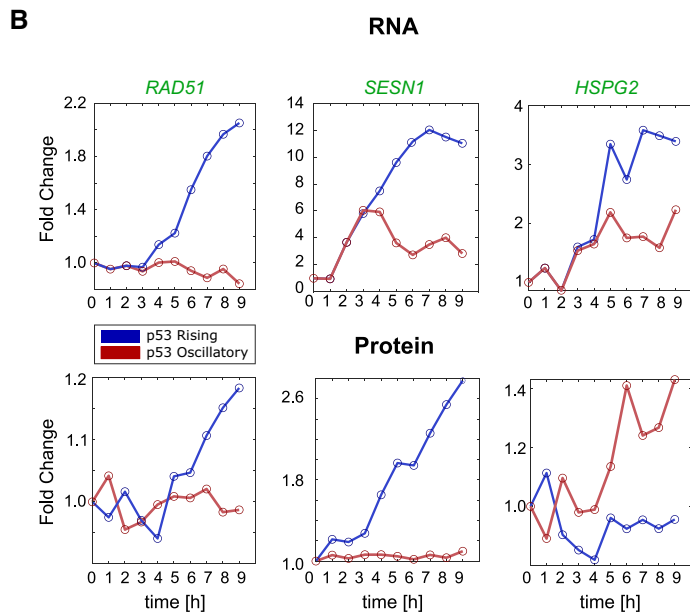 B
RNA
RAD51 SESN1 HSPG2
Fold Change
2.2
1.8
1.4
1.0
0 1 2 3 4 5 6 7 8 9
time [h]
14
12
10
8
6
4
2
0
0 1 2 3 4 5 6 7 8 9
time [h]
4
3
2
1
0 1 2 3 4 5 6 7 8 9
time [h]
p53 Rising
p53 Oscillatory
Protein
Fold Change
1.2
1.1
1.0
0 1 2 3 4 5 6 7 8 9
time [h]
2.6
1.8
1.0
0 1 2 3 4 5 6 7 8 9
time [h]
1.4
1.2
1.0
0 1 2 3 4 5 6 7 8 9
time [h]